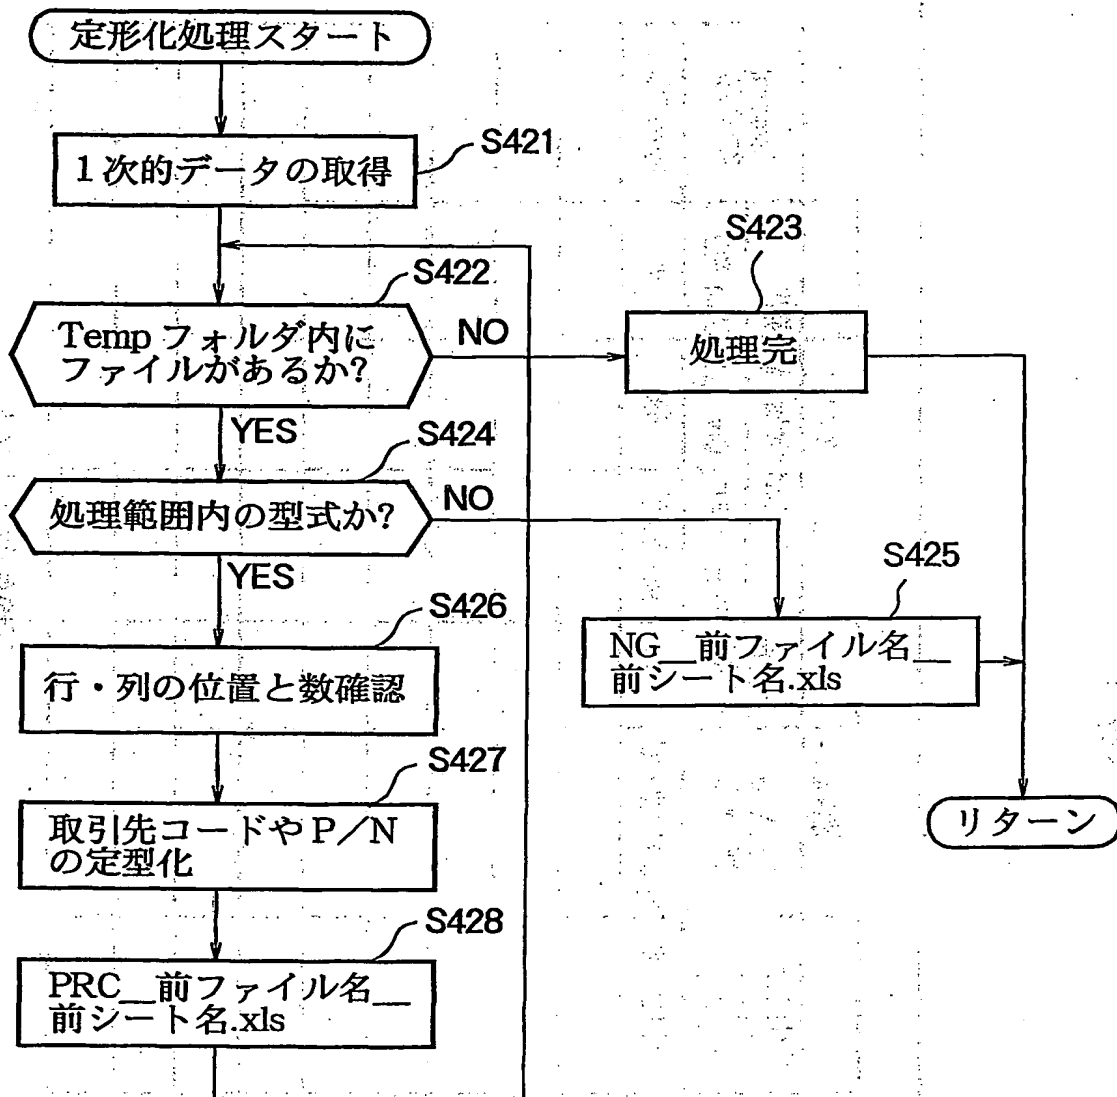 定形化処理スタート
S421
1次的データの取得
S422
Temp フォルダ内に
ファイルがあるか?
NO
S423
処理完
YES
S424
処理範囲内の型式か?
NO
YES
S425
NG__前ファイル名__
前シート名.xls
S426
行・列の位置と数確認
S427
取引先コードやP/N
の定型化
リターン
S428
PRC__前ファイル名__
前シート名.xls